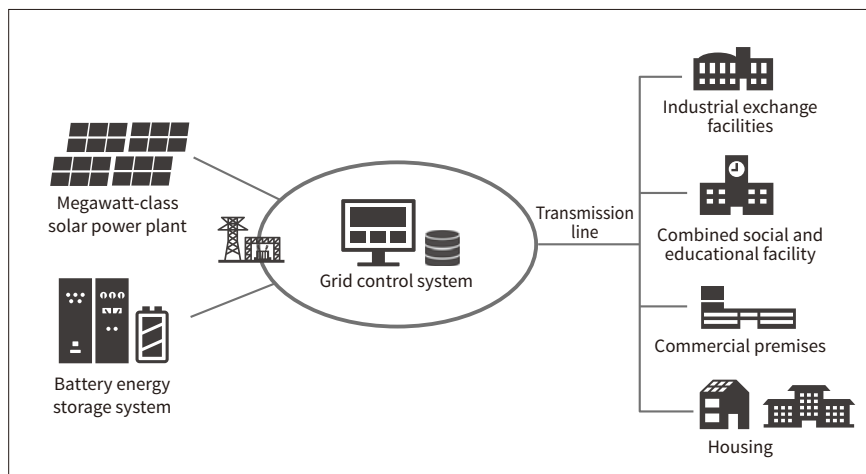 Megawatt-class
solar power plant
Battery energy
storage system
Grid control system
Transmission
line
Industrial exchange
facilities
Combined social and
educational facility
Commercial premises
Housing